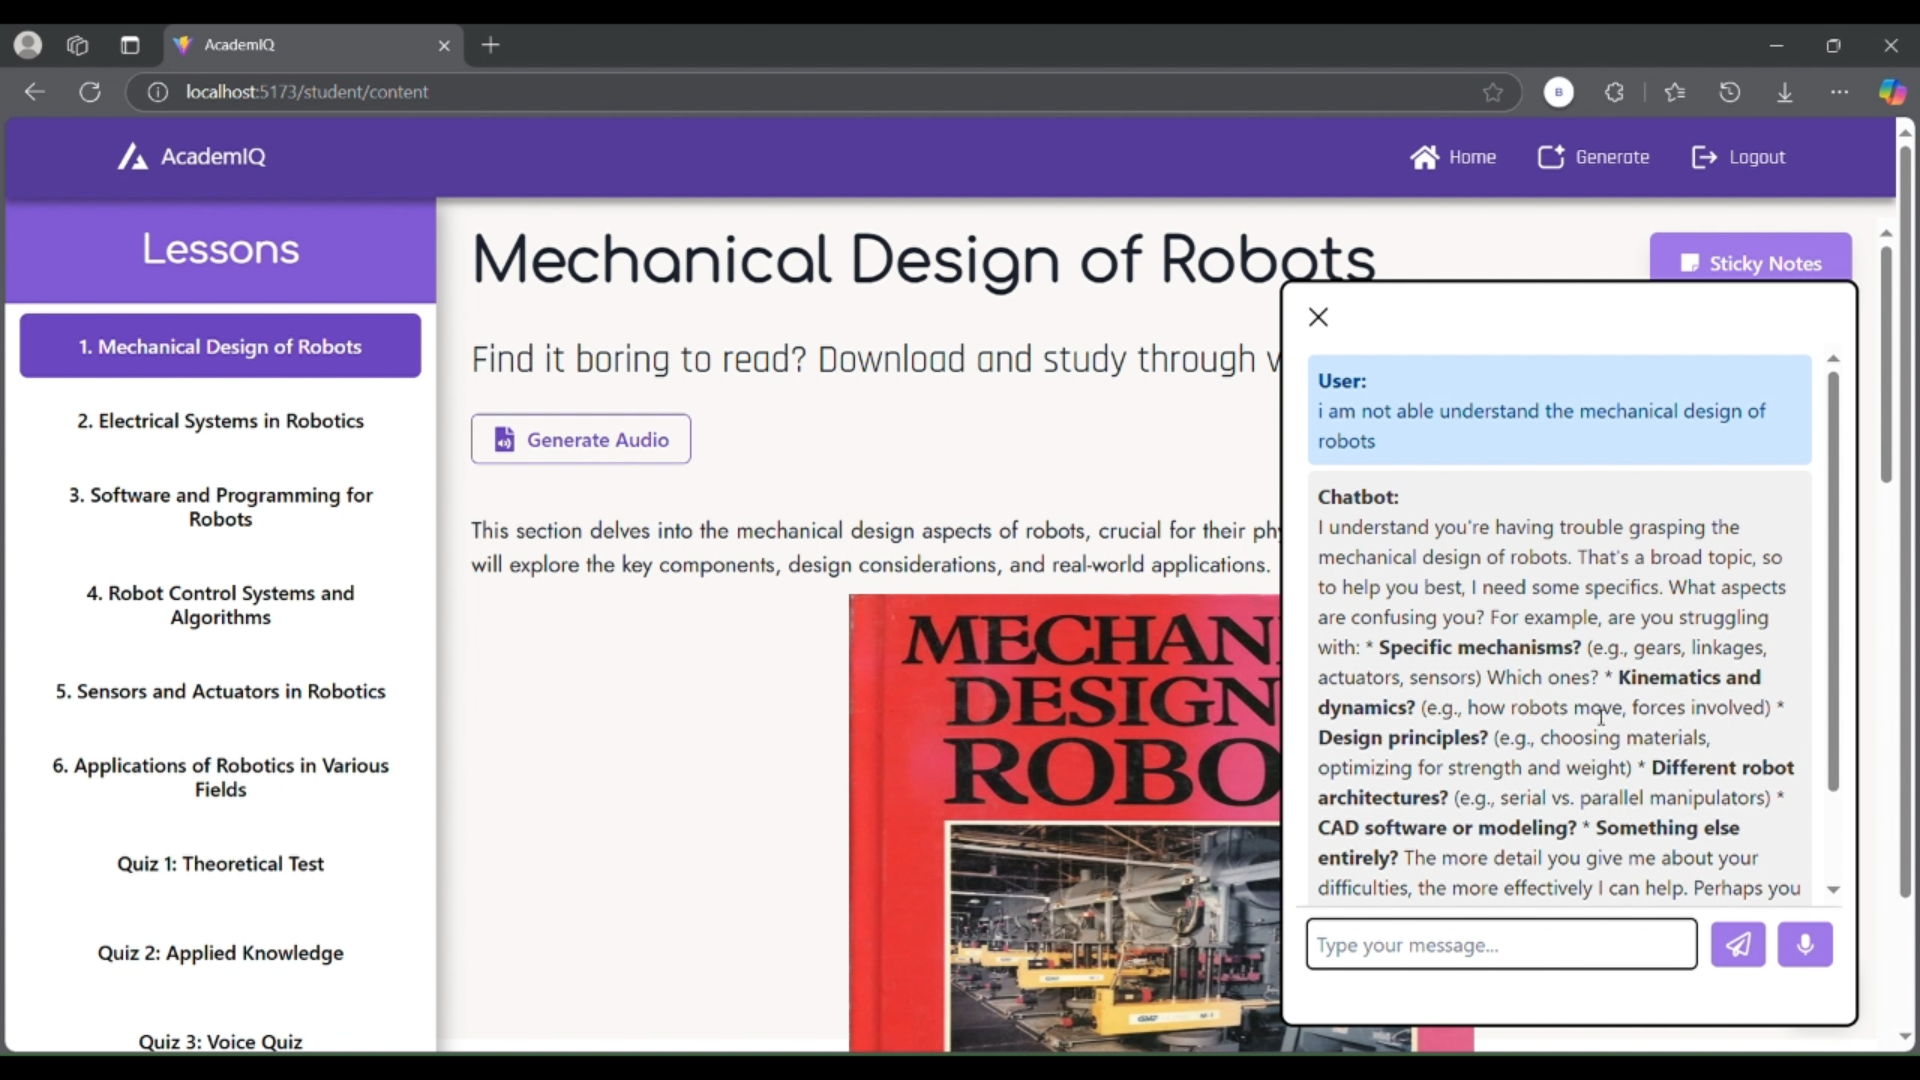 AcademIQ
localhost:5173/student/content
B
AcademIQ
Home
Generate
Logout
Lessons
1. Mechanical Design of Robots
2. Electrical Systems in Robotics
3. Software and Programming for
Robots
4. Robot Control Systems and
Algorithms
5. Sensors and Actuators in Robotics
6. Applications of Robotics in Various
Fields
Quiz 1: Theoretical Test
Quiz 2: Applied Knowledge
Quiz 3: Voice Quiz
Mechanical Design of Robots
Sticky Notes
Find it boring to read? Download and study through
Generate Audio
This section delves into the mechanical design aspects of robots, crucial for their
will explore the key components, design considerations, and real-world applications.
MECHAN
DESIGN
ROBO
User:
i am not able understand the mechanical design of
robots
Chatbot:
I understand you're having trouble grasping the
mechanical design of robots. That's a broad topic, so
to help you best, I need some specifics. What aspects
are confusing you? For example, are you struggling
with: * Specific mechanisms? (e.g., gears, linkages,
actuators, sensors) Which ones? * Kinematics and
dynamics? (e.g., how robots move, forces involved) *
Design principles? (e.g., choosing materials,
optimizing for strength and weight) * Different robot
architectures? (e.g., serial vs. parallel manipulators) *
CAD software or modeling? * Something else
entirely? The more detail you give me about your
difficulties, the more effectively I can help. Perhaps you
Type your message...